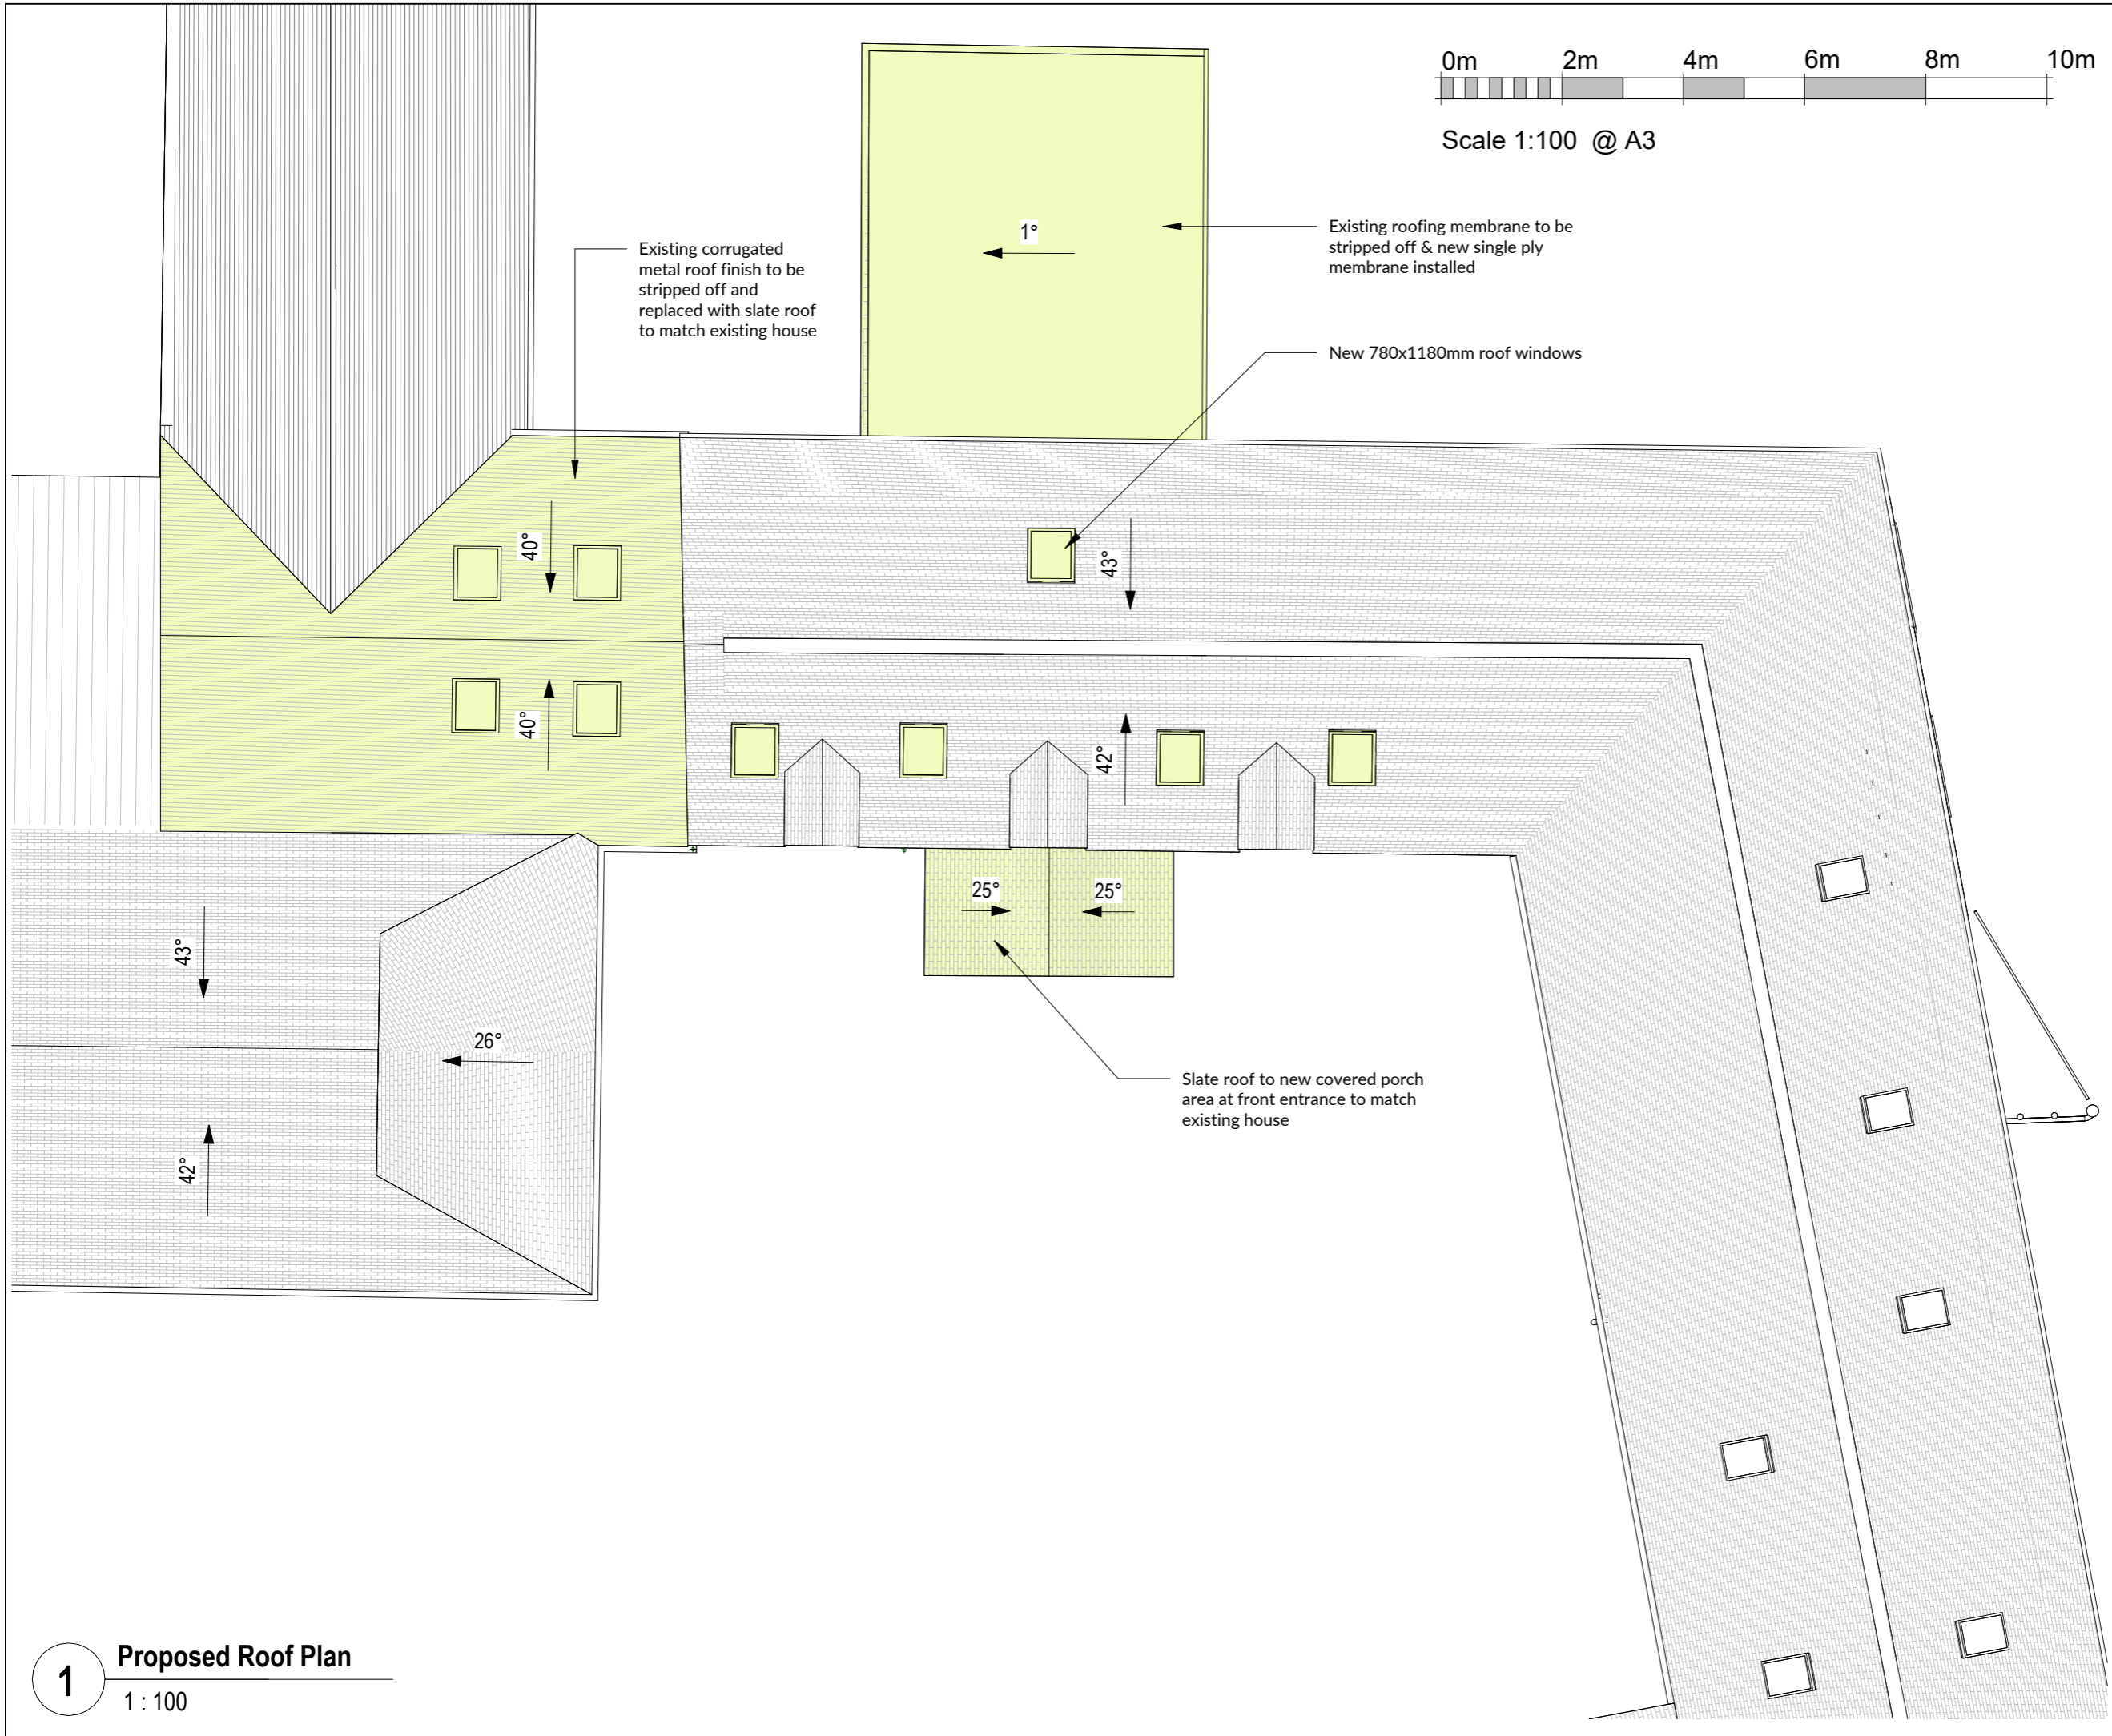 0m 2m 4m 6m 8m 10m
Scale 1:100 @ A3
1°
Existing roofing membrane to be
stripped off & new single ply
membrane installed
Existing corrugated
metal roof finish to be
stripped off and
replaced with slate roof
to match existing house
New 780x1180mm roof windows
40°
43°
40°
42°
25°
25°
43°
26°
42°
Slate roof to new covered porch
area at front entrance to match
existing house
1
Proposed Roof Plan
1 : 100